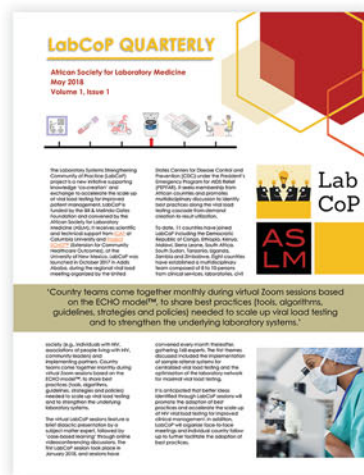 LabCoP QUARTERLY
African Society for Laboratory Medicine
May 2018
Volume 1, Issue 1
The Laboratory Systems Strengthening
Community of Practice (LabCoP)
project is a new initiative supporting
knowledge 'co-creation' and
exchange to accelerate the scale up
of viral load testing for improved
patient management. LabCoP is
funded by the Bill & Melinda Gates
Foundation and convened by the
African Society for Laboratory
Medicine (ASLM). It receives scientific
and technical support from ICAP at
Columbia University and Project
ECHO™ (Extension for Community
Healthcare Outcomes), of the
University of New Mexico. LabCoP was
launched in October 2017 in Addis
Ababa, during the regional viral load
meeting organized by the United
States Centers for Disease Control and
Prevention (CDC) under the President's
Emergency Program for AIDS Relief
(PEPFAR). It seeks membership from
African countries and promotes
multidisciplinary discussion to identify
best practices along the viral load
testing cascade from demand
creation to result utilization.
To date, 11 countries have joined
LabCoP including the Democratic
Republic of Congo, Ethiopia, Kenya,
Malawi, Sierra Leone, South Africa,
South Sudan, Tanzania, Uganda,
Zambia and Zimbabwe. Eight countries
have established a multidisciplinary
team composed of 8 to 10 persons
from clinical services, laboratories, civil
Lab
CoP
AS
LM
'Country teams come together monthly during virtual Zoom sessions based
on the ECHO model™, to share best practices (tools, algorithms,
guidelines, strategies and policies) needed to scale up viral load testing
and to strengthen the underlying laboratory systems.'
society (e.g., individuals with HIV,
associations of people living with HIV,
community leaders) and
implementing partners. Country
teams come together monthly during
virtual Zoom sessions based on the
ECHO model™, to share best
practices (tools, algorithms,
guidelines, strategies and policies)
needed to scale up viral load testing
and to strengthen the underlying
laboratory systems.
The virtual LabCoP sessions feature a
brief didactic presentation by a
subject matter expert, followed by
'case-based learning' through online
videoconferencing discussions. The
first LabCoP session took place in
January 2018, and sessions have
convened every month thereafter,
gathering 168 experts. The first themes
discussed included the implementation
of sample referral systems for
centralized viral load testing and the
optimization of the laboratory network
for maximal viral load testing.
It is anticipated that better ideas
identified through LabCoP sessions will
promote the adoption of best
practices and accelerate the scale up
of HIV viral load testing for improved
clinical management. In addition,
LabCoP will organize face-to-face
meetings and individual country follow
up to further facilitate the adoption of
best practices.